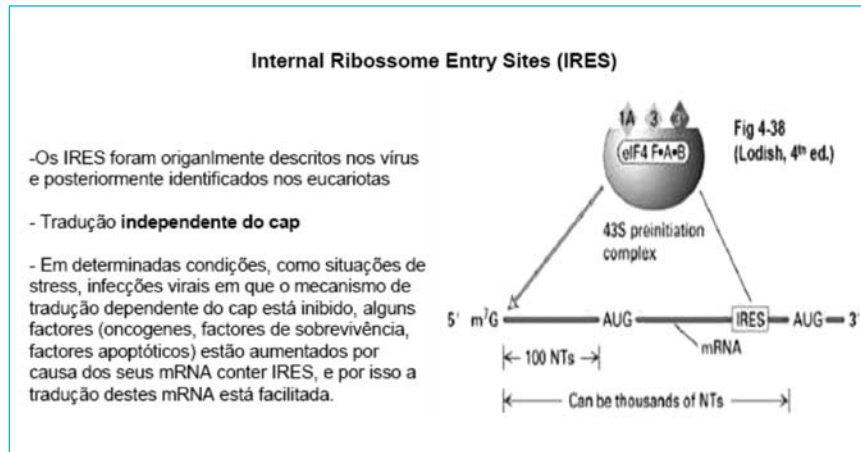 Internal Ribossome Entry Sites (IRES)
-Os IRES foram origanlmente descritos nos vírus
e posteriormente identificados nos eucariotas
- Tradução independente do cap
- Em determinadas condições, como situações de
stress, infecções virais em que o mecanismo de
tradução dependente do cap está inibido, alguns
factores (oncogenes, factores de sobrevivência,
factores apoptóticos) estão aumentados por
causa dos seus mRNA conter IRES, e por isso a
tradução destes mRNA está facilitada.
1A 3
eIF4 F•A•B
Fig 4-38
(Lodish, 4th ed.)
43S preinitiation
complex
5' m7G AUG IRES AUG 3'
mRNA
100 NTs
Can be thousands of NTs